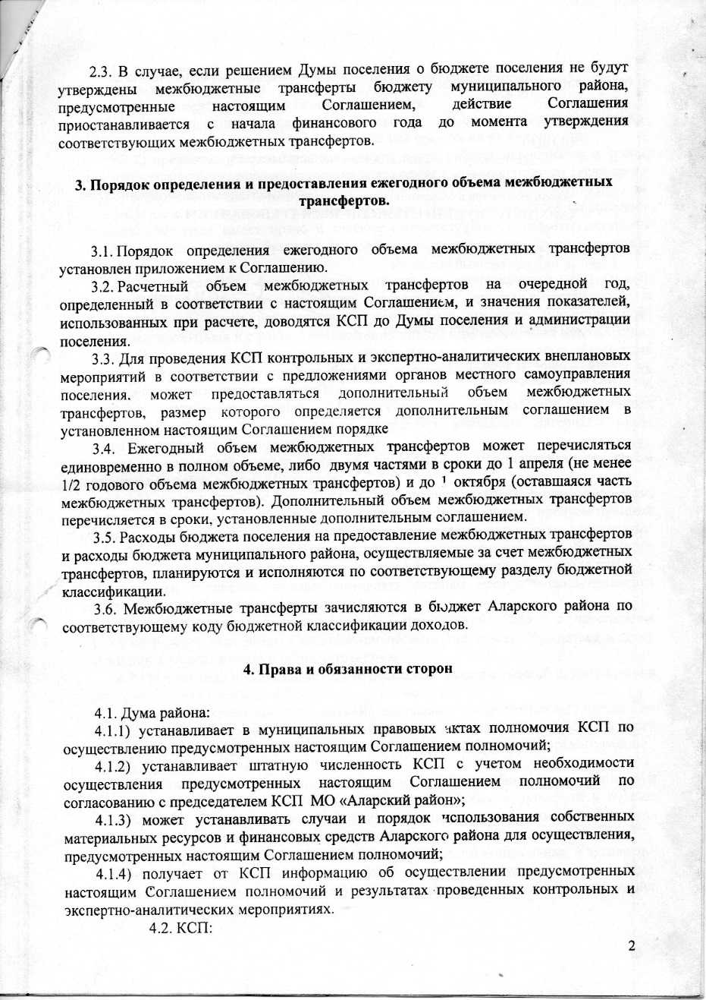 2.3. В случае, если решением Думы поселения о бюджете поселения не будут
утверждены межбюджетные трансферты бюджету муниципального района,
предусмотренные настоящим Соглашением, действие Соглашения
приостанавливается с начала финансового года до момента утверждения
соответствующих межбюджетных трансфертов.
3. Порядок определения и предоставления ежегодного объема межбюджетных
трансфертов.
3.1. Порядок определения ежегодного объема межбюджетных трансфертов
установлен приложением к Соглашению.
3.2. Расчетный объем межбюджетных трансфертов на очередной год,
определенный в соответствии с настоящим Соглашением, и значения показателей,
использованных при расчете, доводятся КСП до Думы поселения и администрации
поселения.
3.3. Для проведения КСП контрольных и экспертно-аналитических внеплановых
мероприятий в соответствии с предложениями органов местного самоуправления
поселения. может предоставляться дополнительный объем межбюджетных
трансфертов, размер которого определяется дополнительным соглашением в
установленном настоящим Соглашением порядке
3.4. Ежегодный объем межбюджетных трансфертов может перечисляться
единовременно в полном объеме, либо двумя частями в сроки до 1 апреля (не менее
1/2 годового объема межбюджетных трансфертов) и до 1 октября (оставшаяся часть
межбюджетных трансфертов). Дополнительный объем межбюджетных трансфертов
перечисляется в сроки, установленные дополнительным соглашением.
3.5. Расходы бюджета поселения на предоставление межбюджетных трансфертов
и расходы бюджета муниципального района, осуществляемые за счет межбюджетных
трансфертов, планируются и исполняются по соответствующему разделу бюджетной
классификации.
3.6. Межбюджетные трансферты зачисляются в бюджет Аларского района по
соответствующему коду бюджетной классификации доходов.
4. Права и обязанности сторон
4.1. Дума района:
4.1.1) устанавливает в муниципальных правовых актах полномочия КСП по
осуществлению предусмотренных настоящим Соглашением полномочий;
4.1.2) устанавливает штатную численность КСП с учетом необходимости
осуществления предусмотренных настоящим Соглашением полномочий по
согласованию с председателем КСП МО «Аларский район»;
4.1.3) может устанавливать случаи и порядок использования собственных
материальных ресурсов и финансовых средств Аларского района для осуществления,
предусмотренных настоящим Соглашением полномочий;
4.1.4) получает от КСП информацию об осуществлении предусмотренных
настоящим Соглашением полномочий и результатах проведенных контрольных и
экспертно-аналитических мероприятиях.
4.2. КСП:
2